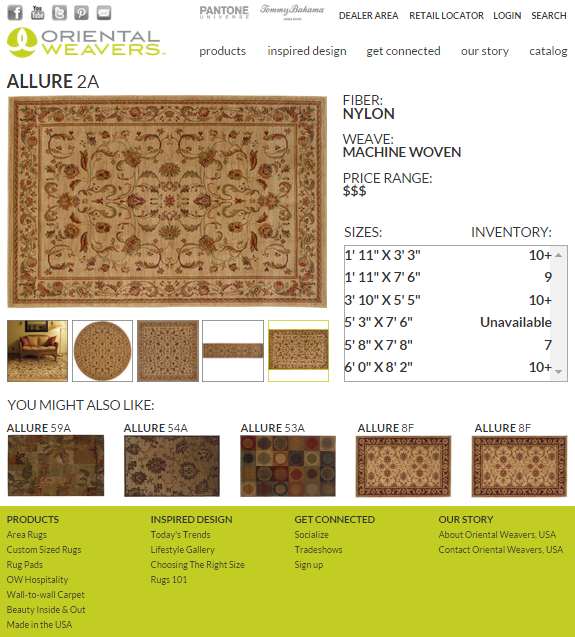 You Tube
PANTONE UNIVERSE
Tommy Bahama
DEALER AREA RETAIL LOCATOR LOGIN SEARCH
ORIENTAL WEAVERS
products inspired design get connected our story catalog
ALLURE 2A
FIBER:
NYLON
WEAVE:
MACHINE WOVEN
PRICE RANGE:
$$$
SIZES: INVENTORY:
1' 11" X 3' 3" 10+
1' 11" X 7' 6" 9
3' 10" X 5' 5" 10+
5' 3" X 7' 6" Unavailable
5' 8" X 7' 8" 7
6' 0" X 8' 2" 10+
YOU MIGHT ALSO LIKE:
ALLURE 59A ALLURE 54A ALLURE 53A ALLURE 8F ALLURE 8F
PRODUCTS
Area Rugs
Custom Sized Rugs
Rug Pads
OW Hospitality
Wall-to-wall Carpet
Beauty Inside & Out
Made in the USA
INSPIRED DESIGN
Today's Trends
Lifestyle Gallery
Choosing The Right Size
Rugs 101
GET CONNECTED
Socialize
Tradeshows
Sign up
OUR STORY
About Oriental Weavers, USA
Contact Oriental Weavers, USA